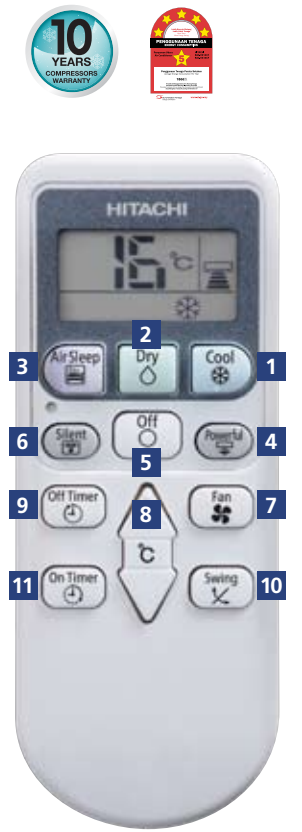 10
YEARS
COMPRESSORS
WARRANTY
PENGGUNAAN TENAGA
5
HITACHI
16 °C
2
3 Air Sleep
Dry
Cool 1
6 Silent
Off
Powerful 4
5
9 Off Timer
8
Fan 7
°C
11 On Timer
Swing 10